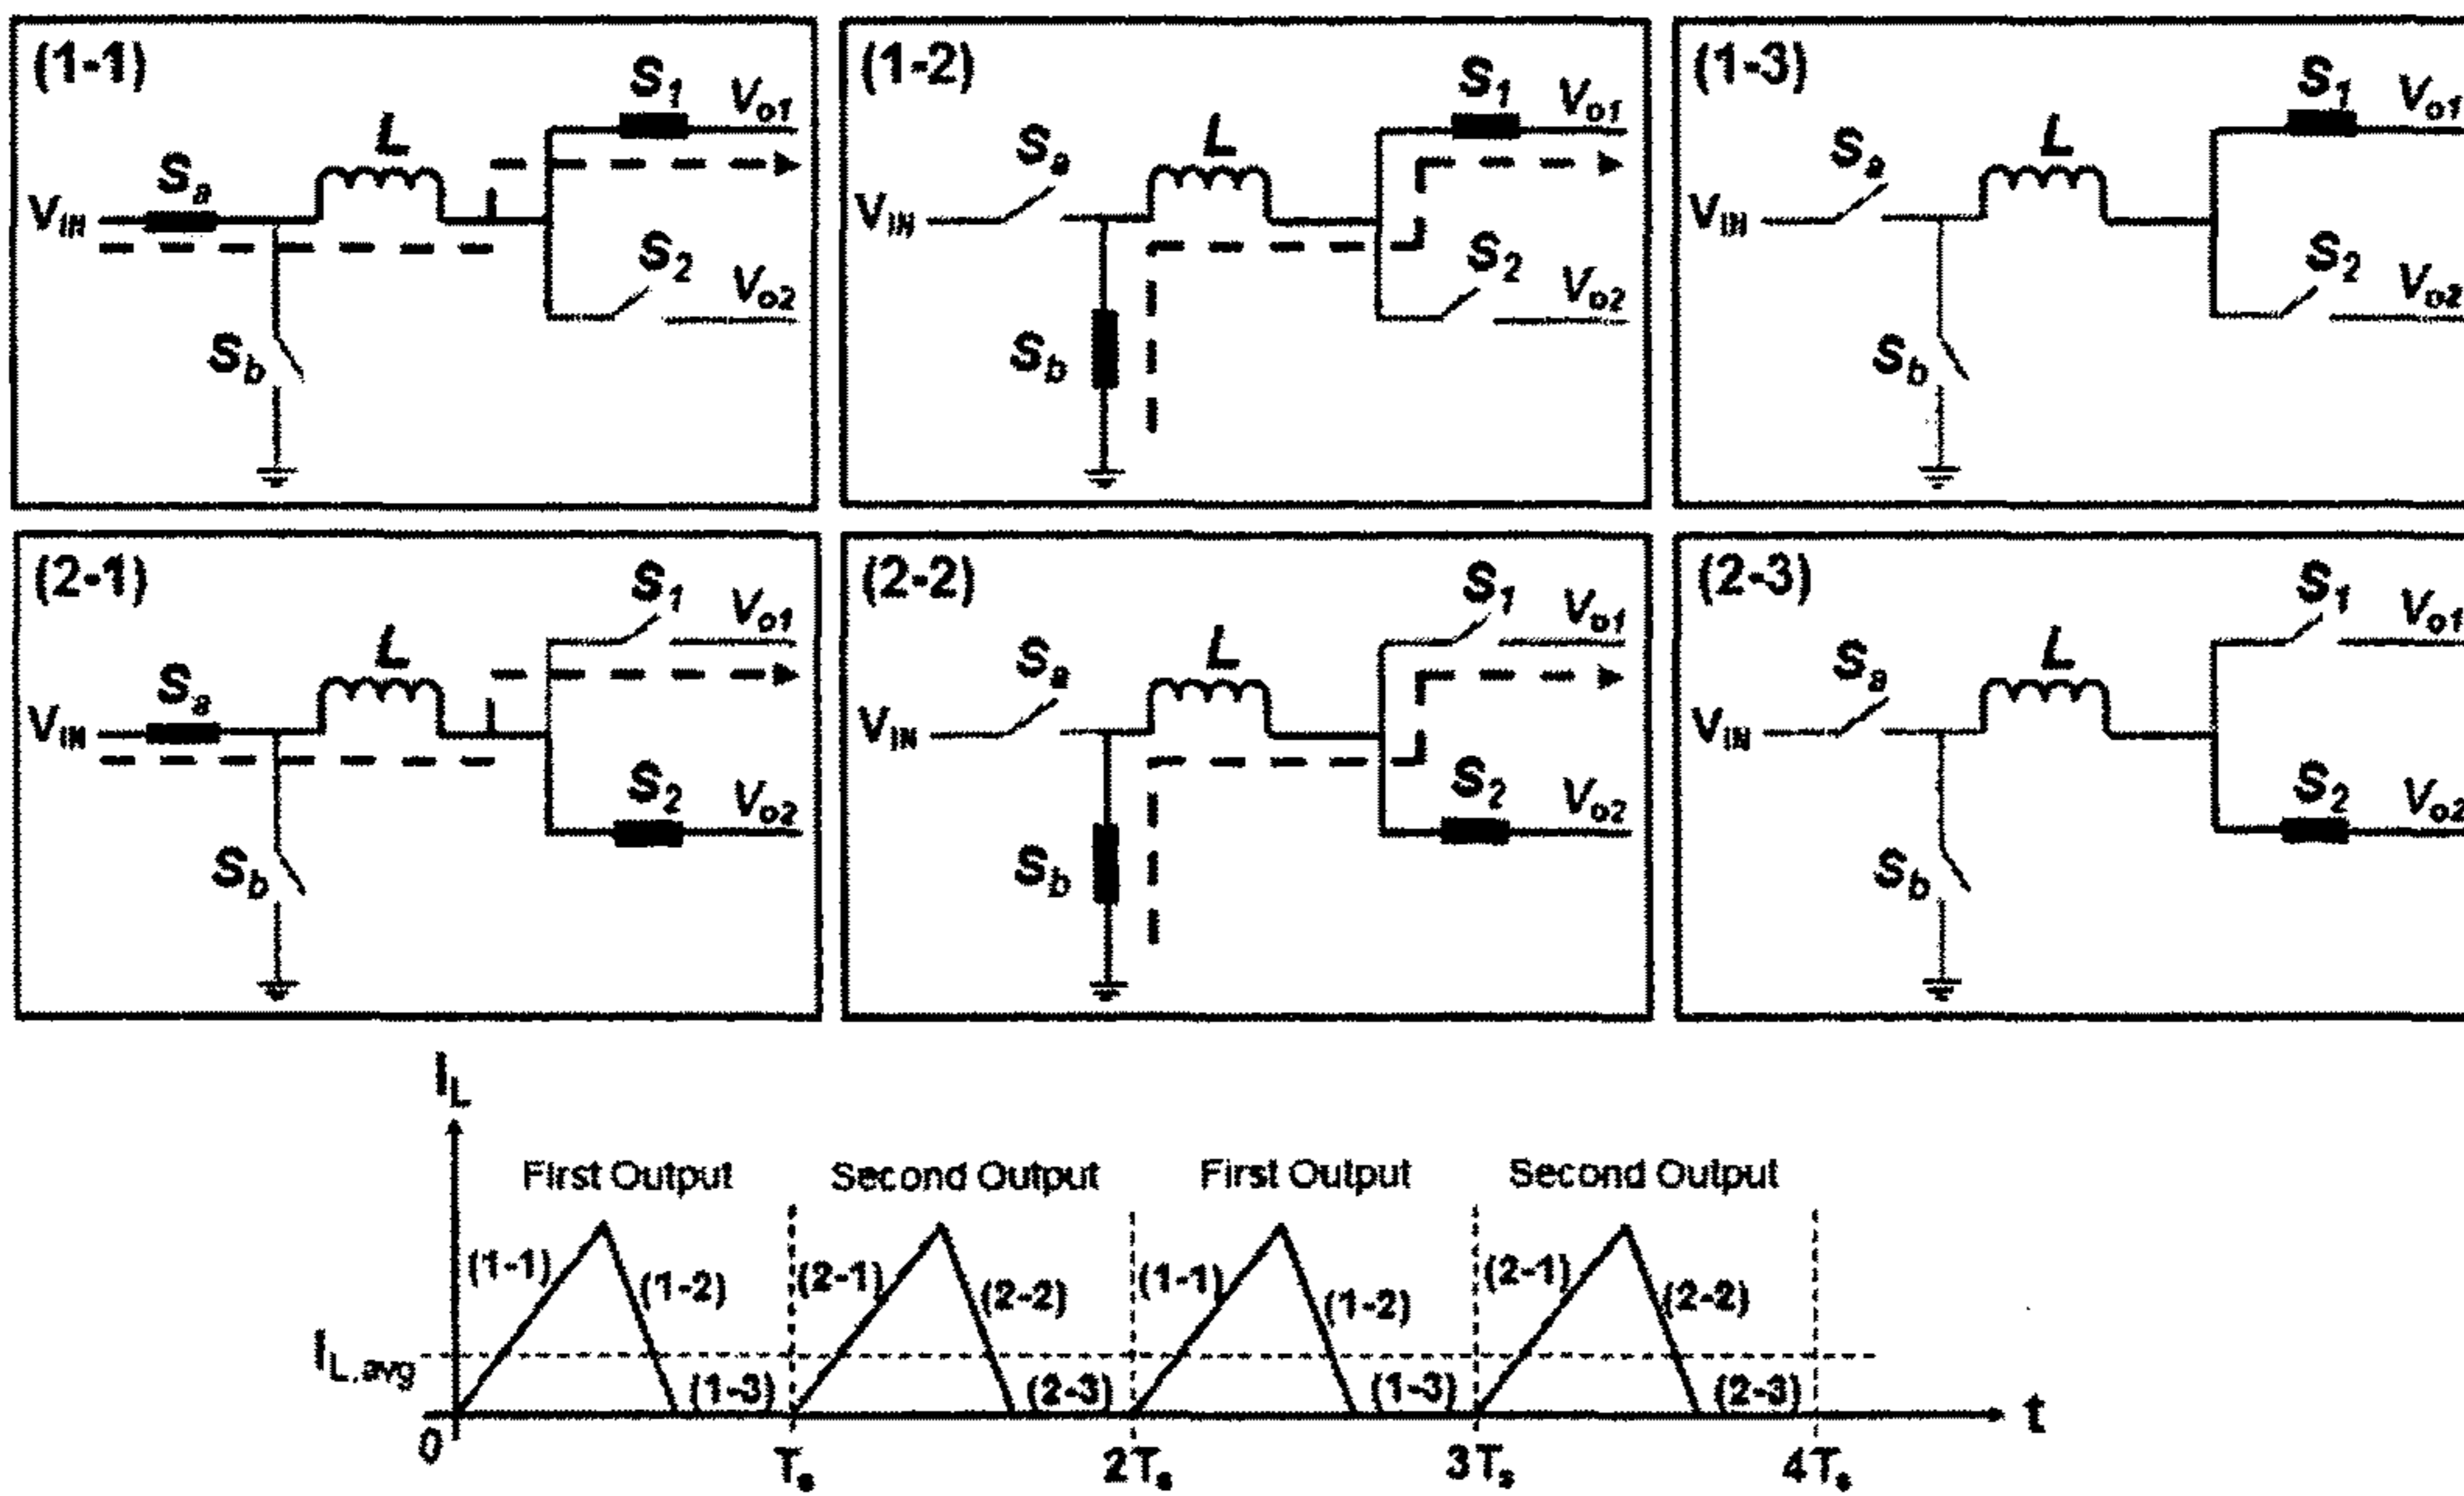 (1-1)
S1
Vo1
L
Sa
VIN
S2
Vo2
Sb
(1-2)
S1
Vo1
L
Sa
VIN
S2
Vo2
Sb
(1-3)
S1
Vo1
L
Sa
VIN
S2
Vo2
Sb
(2-1)
S1
Vo1
L
Sa
VIN
S2
Vo2
Sb
(2-2)
S1
Vo1
L
Sa
VIN
S2
Vo2
Sb
(2-3)
S1
Vo1
L
Sa
VIN
S2
Vo2
Sb
IL
First Output Second Output First Output Second Output
(1-1) (1-2) (2-1) (2-2) (1-1) (1-2) (2-1) (2-2)
IL,avg
(1-3) (2-3) (1-3) (2-3)
t
0 Ts 2Ts 3Ts 4Ts